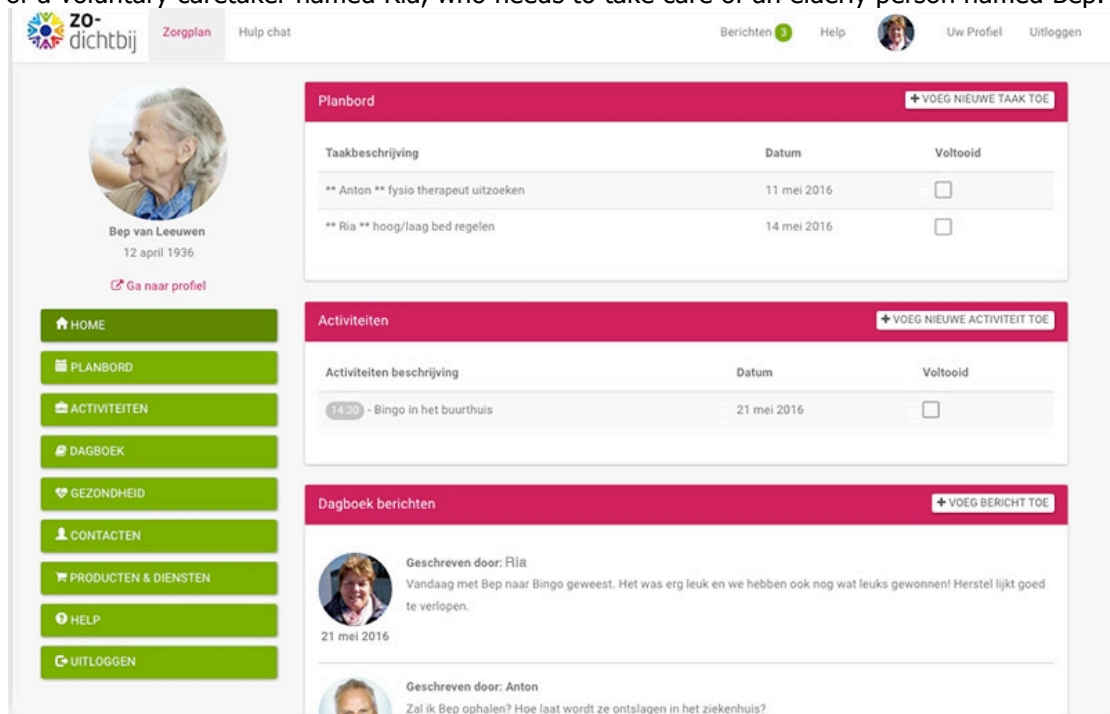 of a voluntary caretaker named Ria, who needs to take care of an elderly person named Bep.
zo-
dichtbij
Zorgplan
Hulp chat
Berichten 3
Help
Uw Profiel
Uitloggen
Bep van Leeuwen
12 april 1936
Ga naar profiel
HOME
PLANBORD
ACTIVITEITEN
DAGBOEK
GEZONDHEID
CONTACTEN
PRODUCTEN & DIENSTEN
HELP
UITLOGGEN
Planbord
+ VOEG NIEUWE TAAK TOE
Taakbeschrijving Datum Voltooid
** Anton ** fysio therapeut uitzoeken 11 mei 2016
** Ria ** hoog/laag bed regelen 14 mei 2016
Activiteiten
+ VOEG NIEUWE ACTIVITEIT TOE
Activiteiten beschrijving Datum Voltooid
14:30 - Bingo in het buurthuis 21 mei 2016
Dagboek berichten
+ VOEG BERICHT TOE
Geschreven door: Ria
Vandaag met Bep naar Bingo geweest. Het was erg leuk en we hebben ook nog wat leuks gewonnen! Herstel lijkt goed
te verlopen.
21 mei 2016
Geschreven door: Anton
Zal ik Bep ophalen? Hoe laat wordt ze ontslagen in het ziekenhuis?